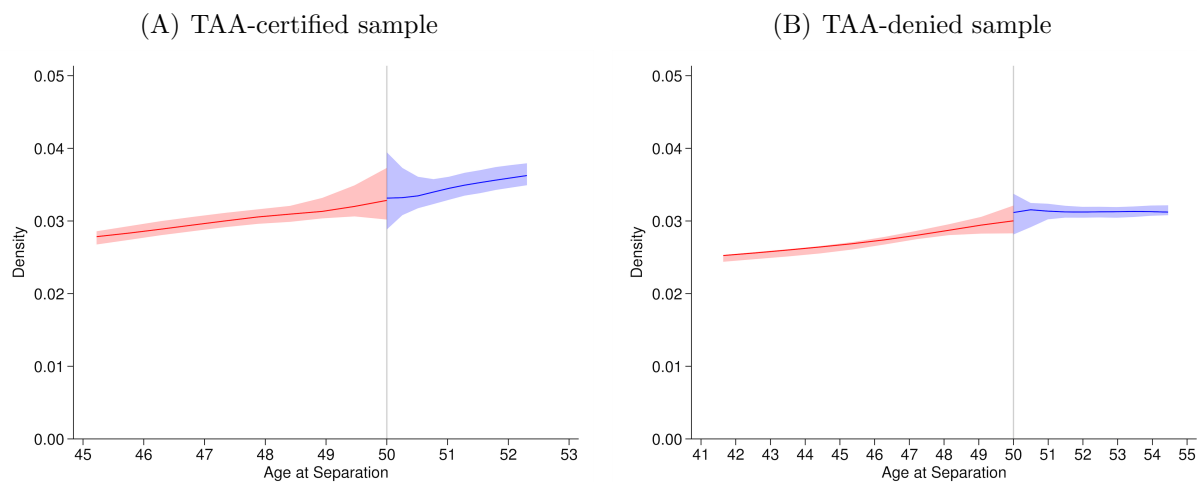 (A) TAA-certified sample
0.05
0.04
0.03
0.02
0.01
0.00
Density
45 46 47 48 49 50 51 52 53
Age at Separation
(B) TAA-denied sample
0.05
0.04
0.03
0.02
0.01
0.00
Density
41 42 43 44 45 46 47 48 49 50 51 52 53 54 55
Age at Separation